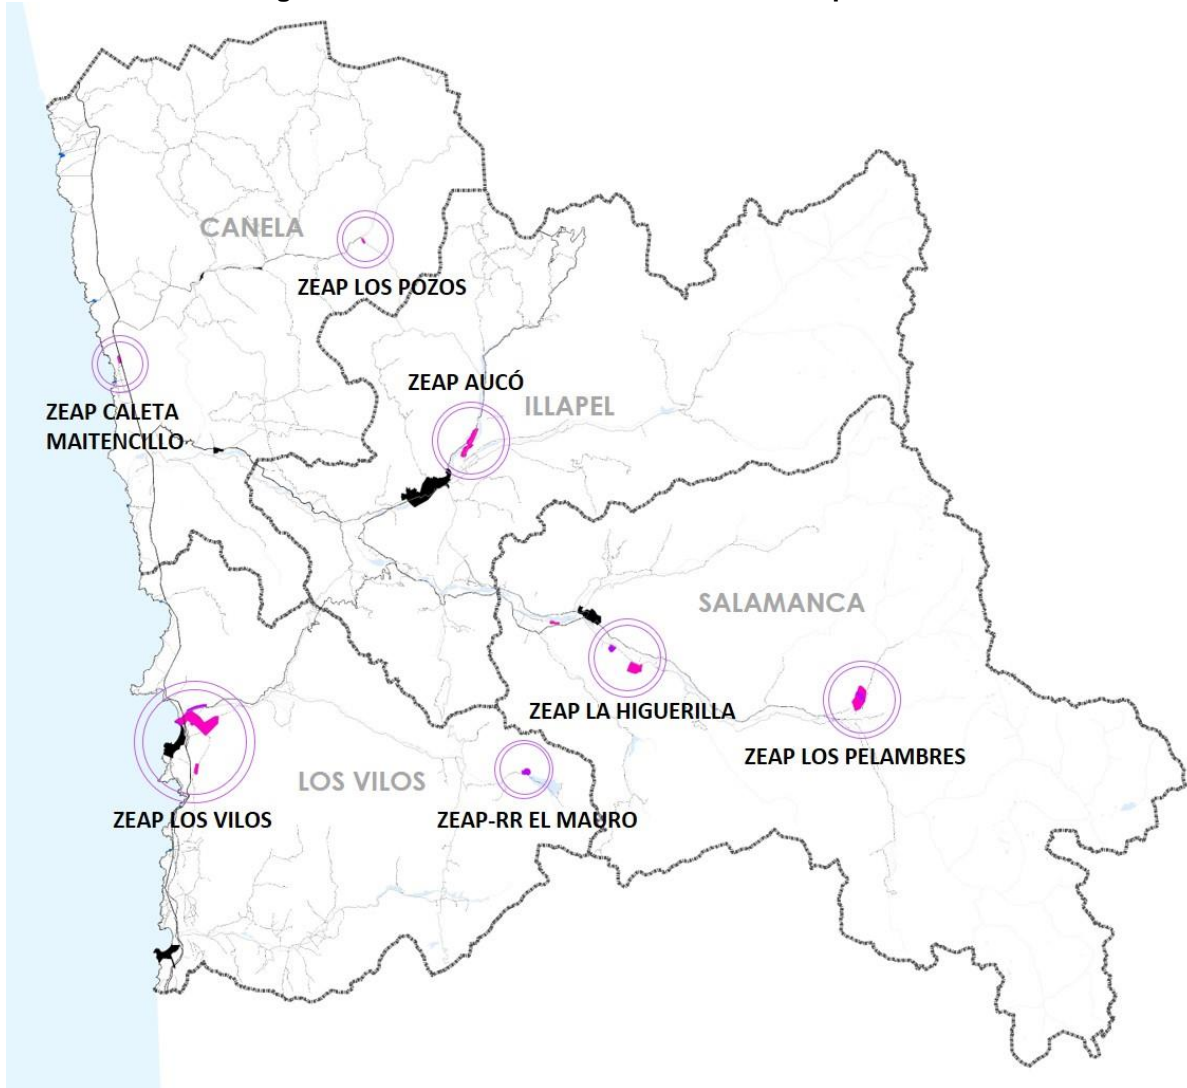 CANELA
ZEAP LOS POZOS
ZEAP AUCÓ
ILLAPEL
ZEAP CALETA
MAITENCILLO
SALAMANCA
ZEAP LA HIGUERILLA
ZEAP LOS PELAMBRES
LOS VILOS
ZEAP LOS VILOS
ZEAP-RR EL MAURO